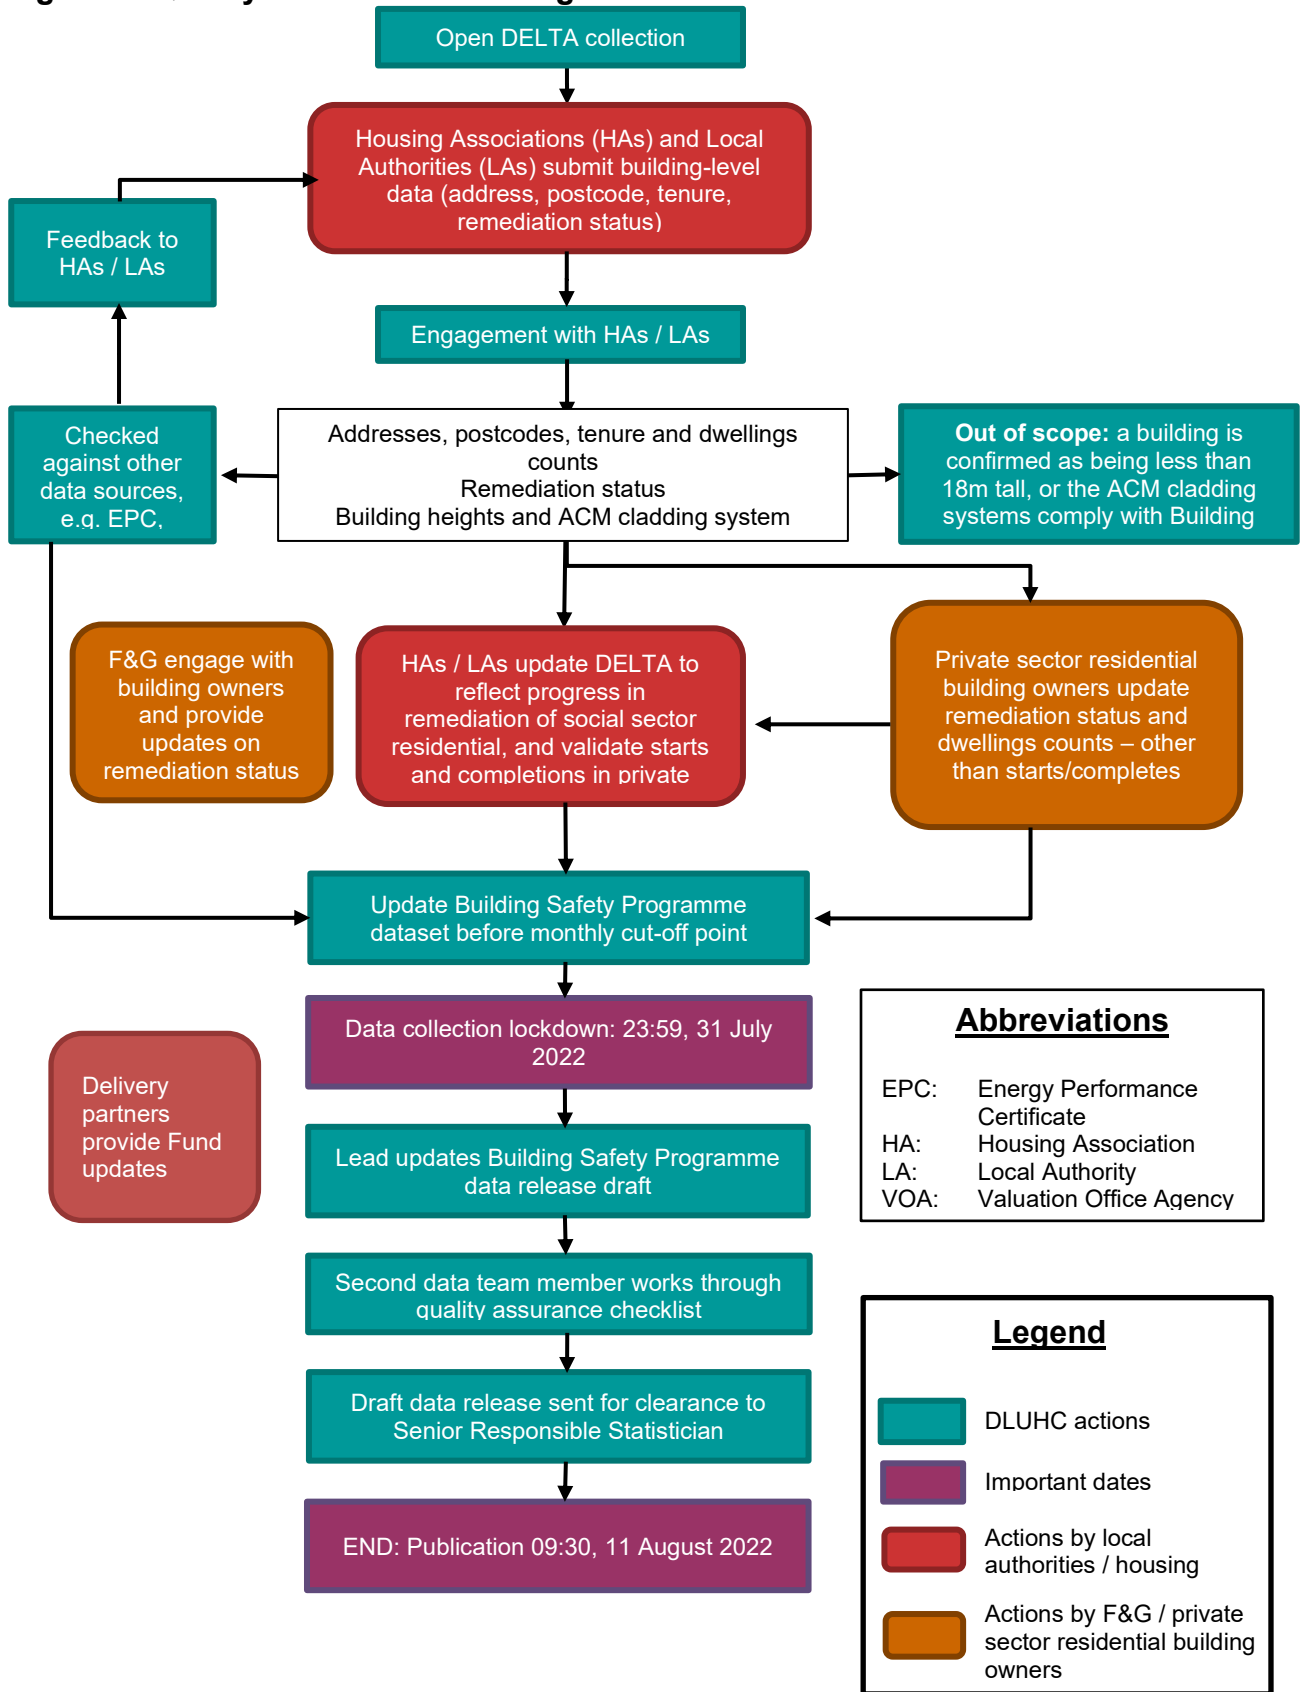 Open DELTA collection
Housing Associations (HAs) and Local
Authorities (LAs) submit building-level
data (address, postcode, tenure,
remediation status)
Feedback to
HAs / LAs
Engagement with HAs / LAs
Checked
against other
data sources,
e.g. EPC,
Addresses, postcodes, tenure and dwellings
counts
Remediation status
Building heights and ACM cladding system
Out of scope: a building is
confirmed as being less than
18m tall, or the ACM cladding
systems comply with Building
F&G engage with
building owners
and provide
updates on
remediation status
HAs / LAs update DELTA to
reflect progress in
remediation of social sector
residential, and validate starts
and completions in private
Private sector residential
building owners update
remediation status and
dwellings counts – other
than starts/completes
Update Building Safety Programme
dataset before monthly cut-off point
Data collection lockdown: 23:59, 31 July
2022
Delivery
partners
provide Fund
updates
Lead updates Building Safety Programme
data release draft
Second data team member works through
quality assurance checklist
Draft data release sent for clearance to
Senior Responsible Statistician
END: Publication 09:30, 11 August 2022
Abbreviations
EPC: Energy Performance
Certificate
HA: Housing Association
LA: Local Authority
VOA: Valuation Office Agency
Legend
DLUHC actions
Important dates
Actions by local
authorities / housing
Actions by F&G / private
sector residential building
owners